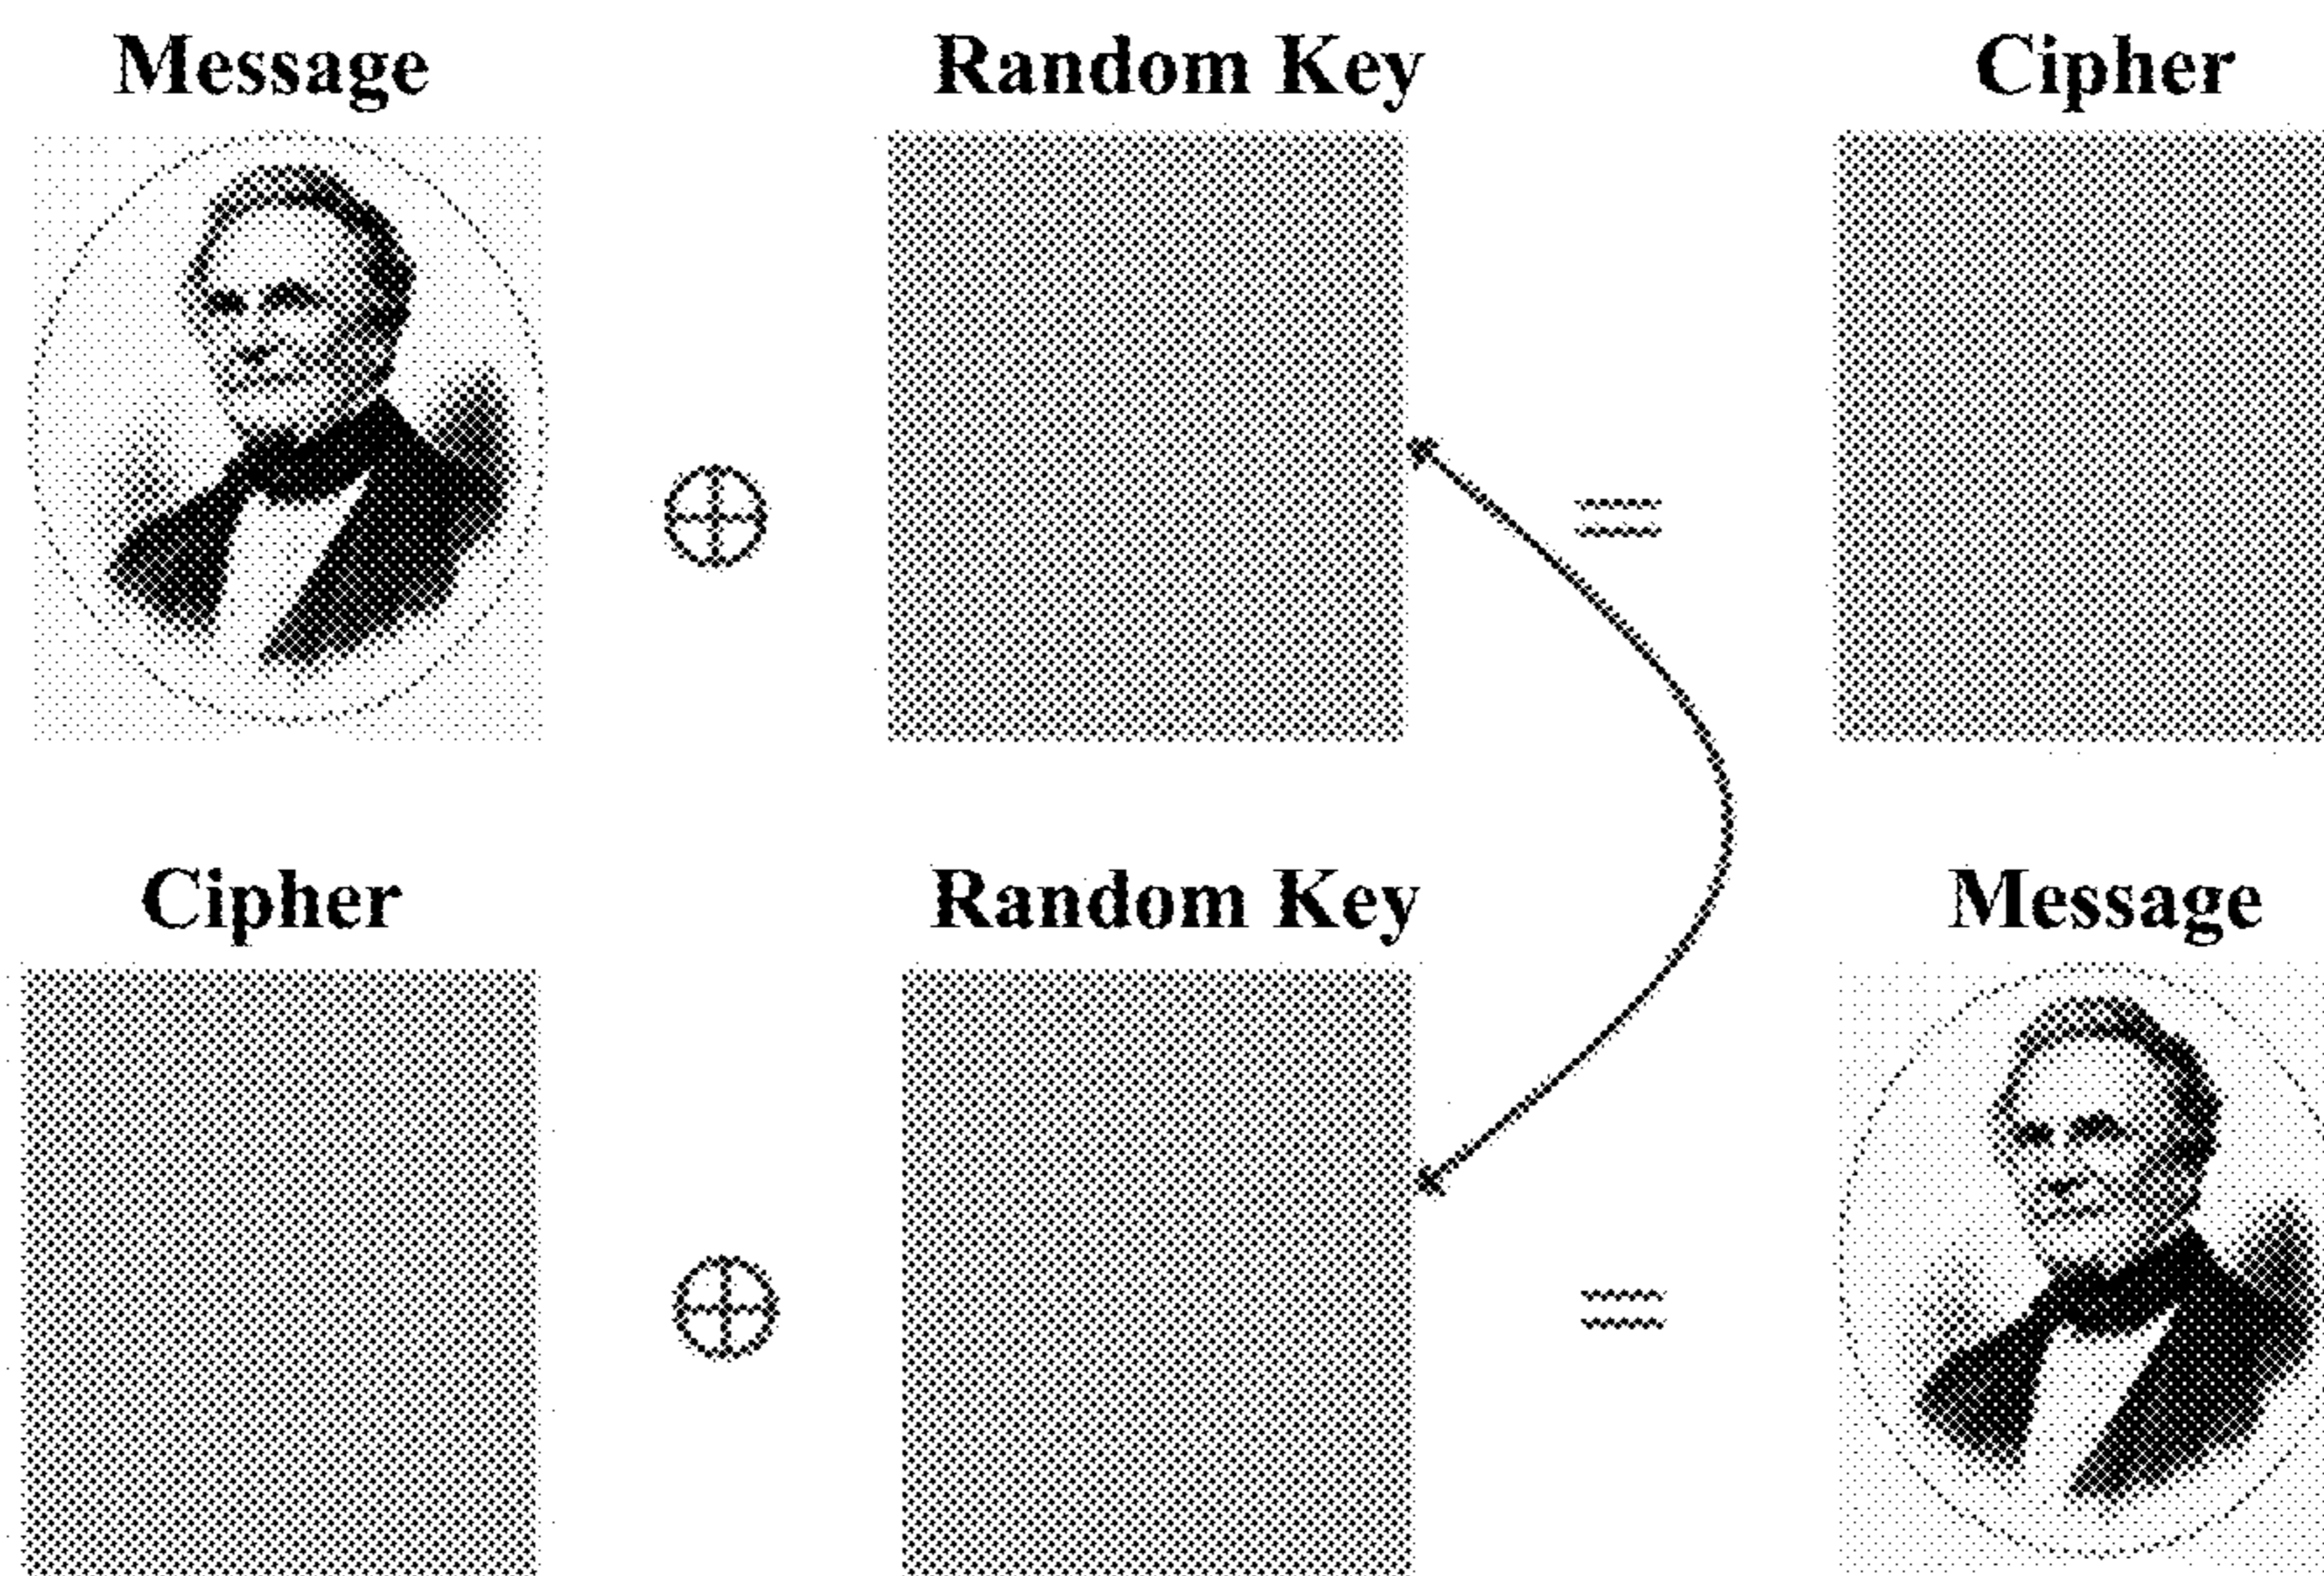 Message Random Key Cipher
⊕ =
Cipher Random Key Message
⊕ =